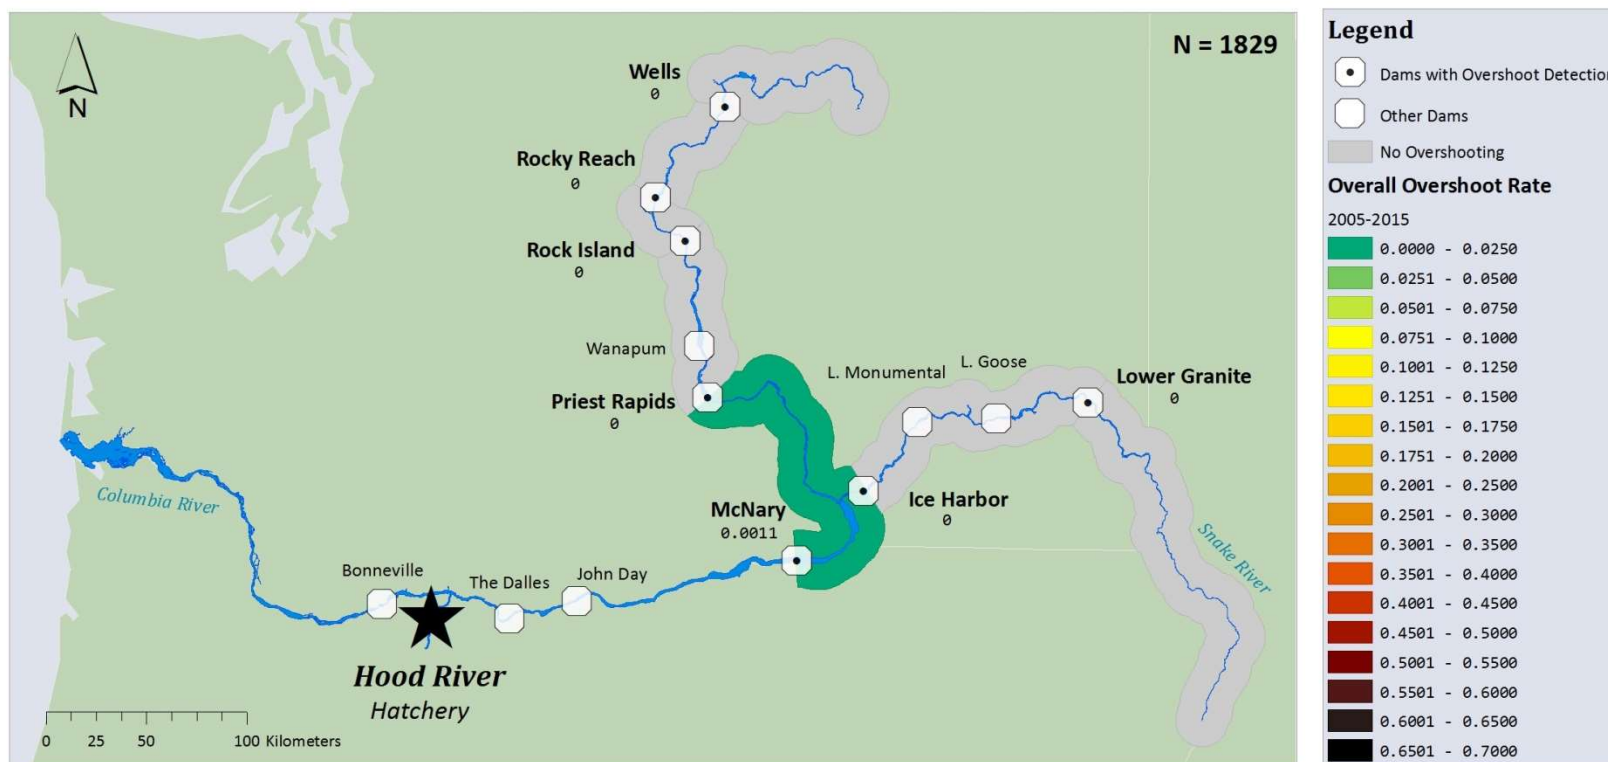 N = 1829
N
Wells
0
Rocky Reach
0
Rock Island
0
Wanapum
Priest Rapids
0
L. Monumental
L. Goose
Lower Granite
0
Ice Harbor
0
McNary
0.0011
Columbia River
Snake River
Bonneville
The Dalles
John Day
Hood River
Hatchery
0 25 50 100 Kilometers
Legend
Dams with Overshoot Detection
Other Dams
No Overshooting
Overall Overshoot Rate
2005-2015
0.0000 - 0.0250
0.0251 - 0.0500
0.0501 - 0.0750
0.0751 - 0.1000
0.1001 - 0.1250
0.1251 - 0.1500
0.1501 - 0.1750
0.1751 - 0.2000
0.2001 - 0.2500
0.2501 - 0.3000
0.3001 - 0.3500
0.3501 - 0.4000
0.4001 - 0.4500
0.4501 - 0.5000
0.5001 - 0.5500
0.5501 - 0.6000
0.6001 - 0.6500
0.6501 - 0.7000